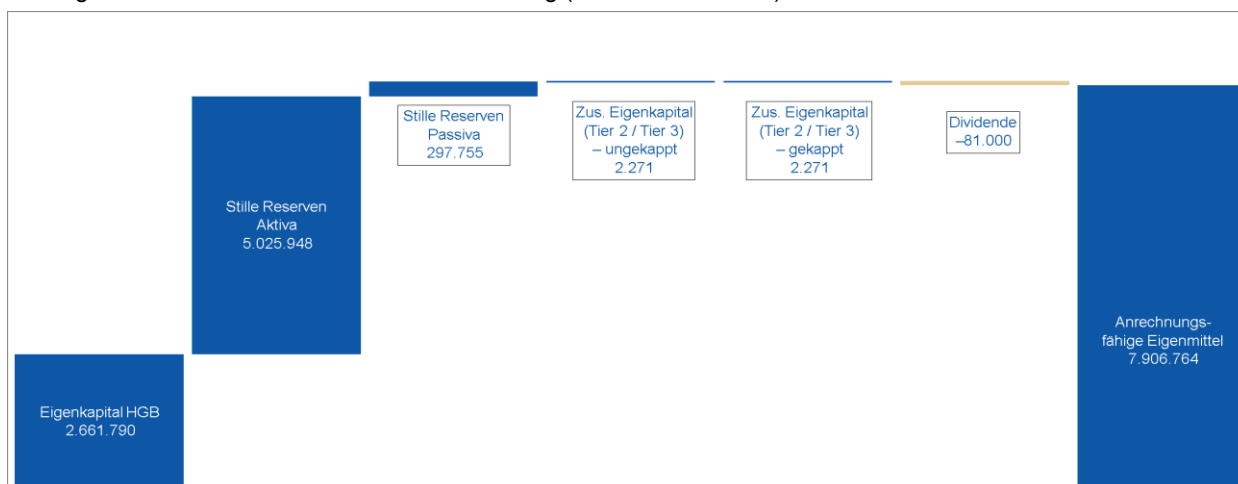 Stille Reserven
Passiva
297.755
Zus. Eigenkapital
(Tier 2 / Tier 3)
– ungekappt
2.271
Zus. Eigenkapital
(Tier 2 / Tier 3)
– gekappt
2.271
Dividende
–81.000
Stille Reserven
Aktiva
5.025.948
Anrechnungs-
fähige Eigenmittel
7.906.764
Eigenkapital HGB
2.661.790